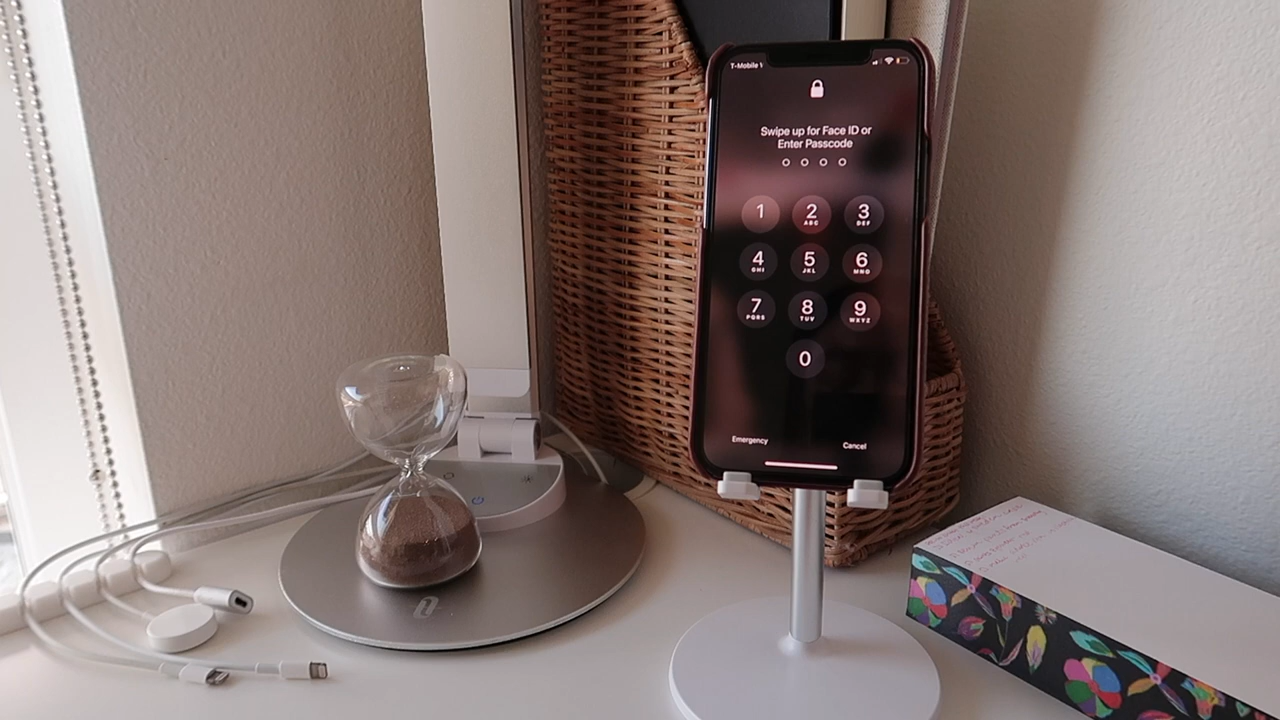 T-Mobile
Swipe up for Face ID or
Enter Passcode
1 2 3
ABC DEF
4 5 6
GHI JKL MNO
7 8 9
PQRS TUV WXYZ
0
Emergency Cancel